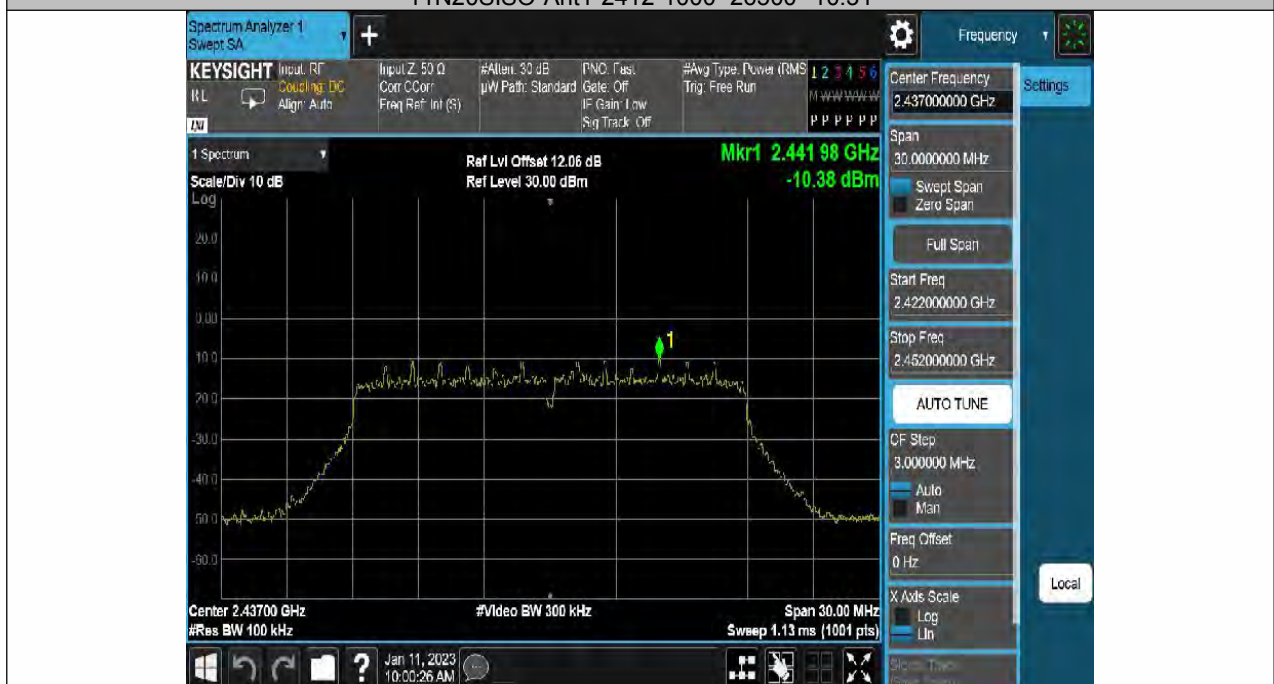 Spectrum Analyzer 1
Swept SA
+
Frequency
KEYSIGHT
RL
Input: RF
Coupling: DC
Align: Auto
Input Z: 50 Ω
Corr CCorr
Freq Ref: Int (S)
#Atten: 30 dB
µW Path: Standard
PNO: Fast
Gate: Off
IF Gain: Low
Sig Track: Off
#Avg Type: Power (RMS
Trig: Free Run
1 2 3 4 5 6
M W W W W W
P P P P P P
1 Spectrum
Scale/Div 10 dB
Log
Ref Lvl Offset 12.06 dB
Ref Level 30.00 dBm
Mkr1 2.441 98 GHz
-10.38 dBm
20.0
10.0
0.00
10.0
20.0
-30.0
-40.0
50.0
-60.0
1
Center 2.43700 GHz
#Res BW 100 kHz
#Video BW 300 kHz
Span 30.00 MHz
Sweep 1.13 ms (1001 pts)
Center Frequency
2.437000000 GHz
Settings
Span
30.0000000 MHz
Swept Span
Zero Span
Full Span
Start Freq
2.422000000 GHz
Stop Freq
2.452000000 GHz
AUTO TUNE
CF Step
3.000000 MHz
Auto
Man
Freq Offset
0 Hz
X Axis Scale
Log
Lin
Local
?
Jan 11, 2023
10:00:26 AM